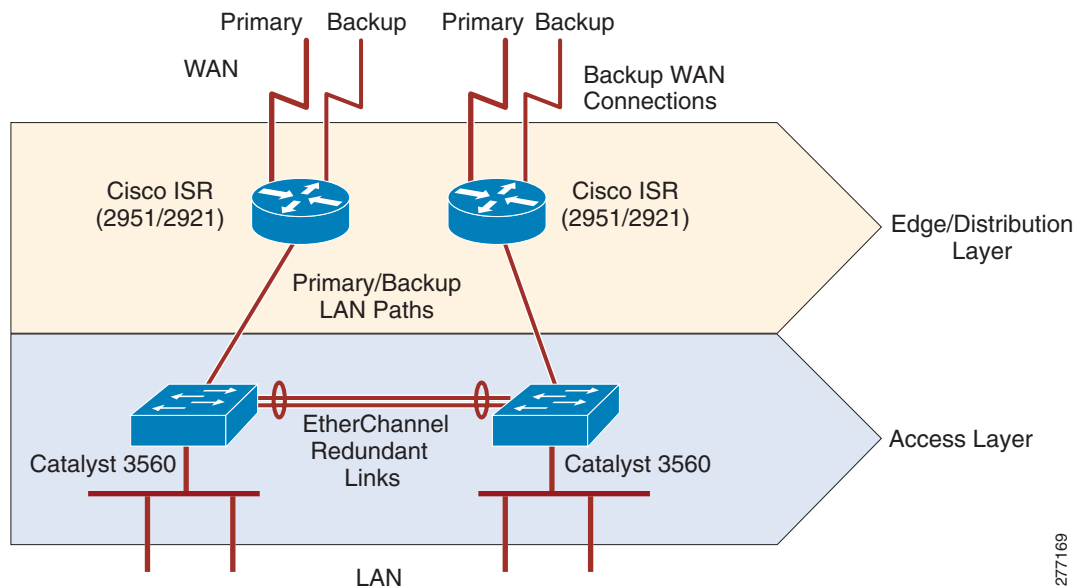 Primary Backup
Primary Backup
WAN
Backup WAN
Connections
Cisco ISR
(2951/2921)
Cisco ISR
(2951/2921)
Edge/Distribution
Layer
Primary/Backup
LAN Paths
EtherChannel
Redundant
Links
Catalyst 3560
Catalyst 3560
Access Layer
LAN
277169